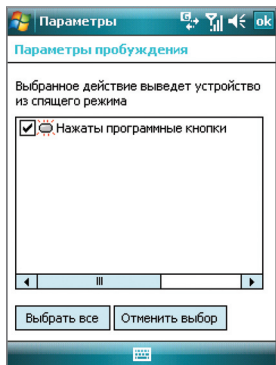 Параметры
G
ok
Параметры пробуждения
Выбранное действие выведет устройство
из спящего режима
Нажаты программные кнопки
Выбрать все
Отменить выбор